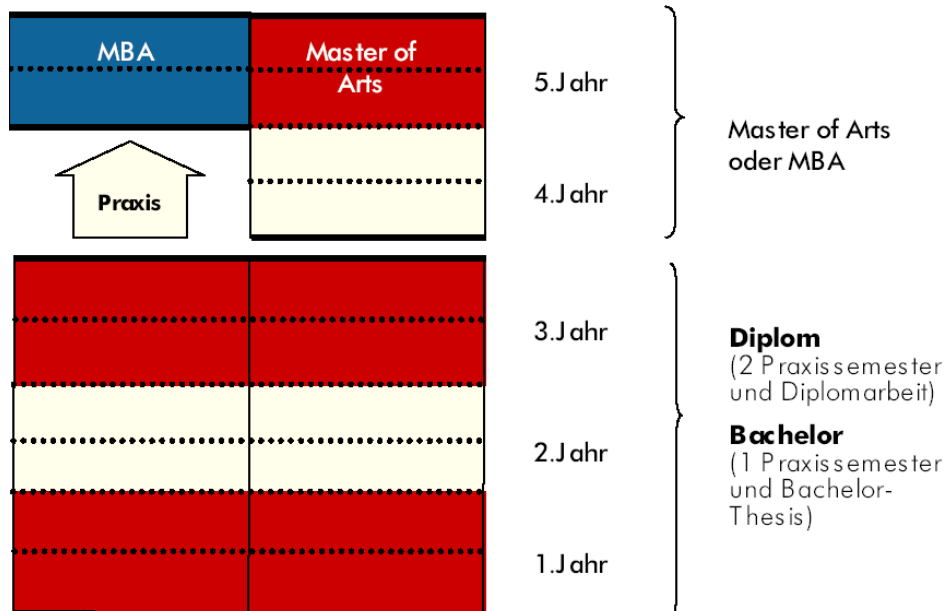 MBA
Master of
Arts
5.Jahr
Master of Arts
oder MBA
Praxis
4.Jahr
3.Jahr
Diplom
(2 Praxissemester
und Diplomarbeit)
Bachelor
(1 Praxissemester
und Bachelor-
Thesis)
2.Jahr
1.Jahr